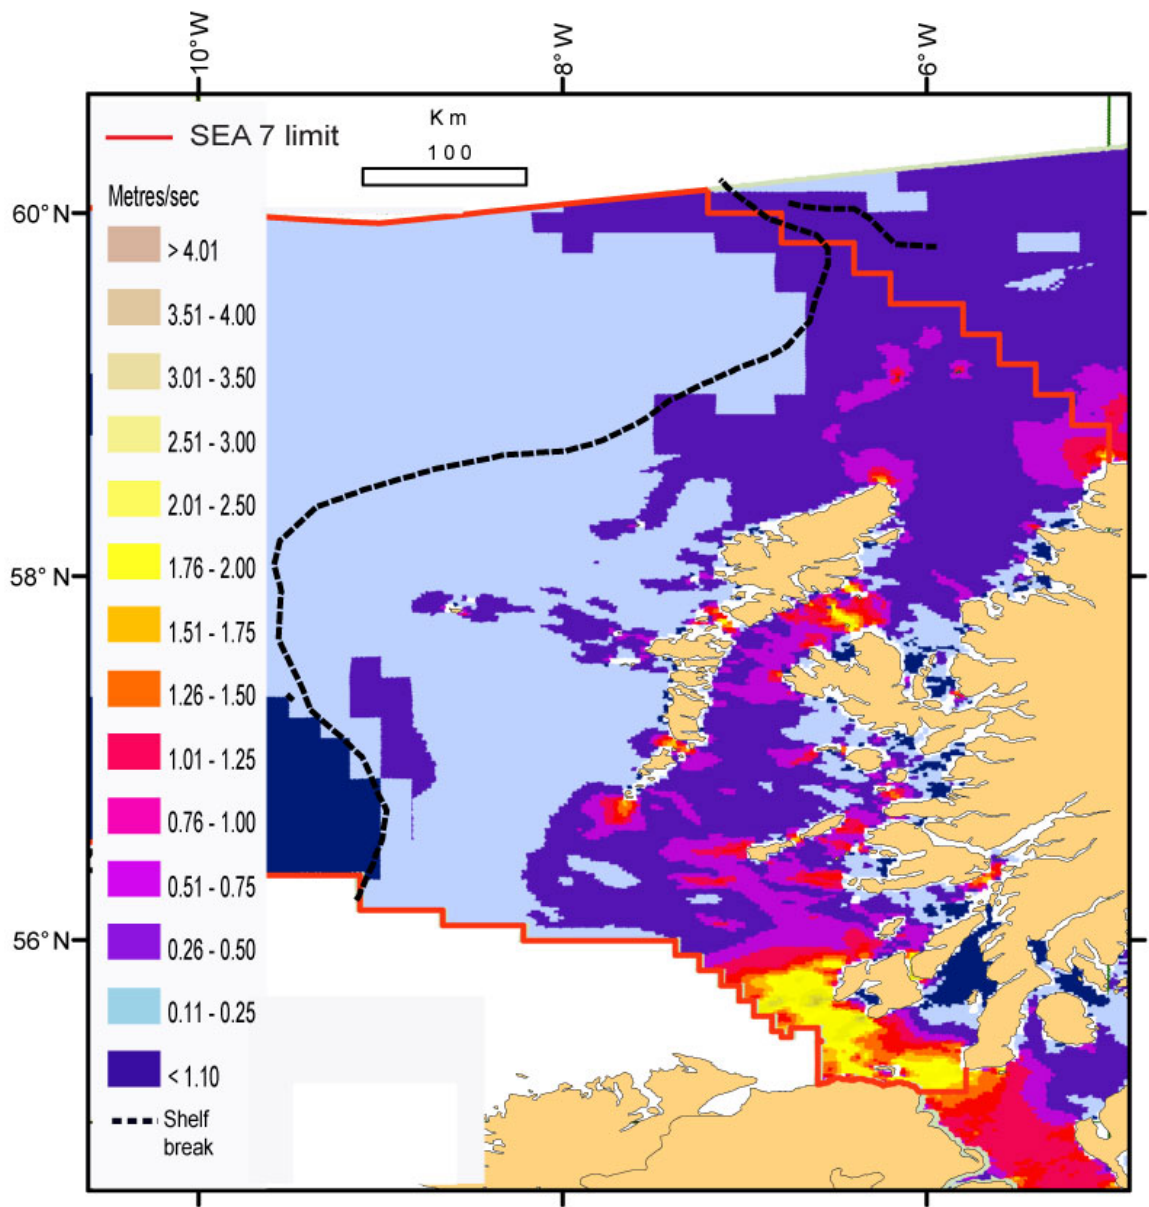 10°W
8°W
6°W
SEA 7 limit
Km
100
Metres/sec
> 4.01
3.51 - 4.00
3.01 - 3.50
2.51 - 3.00
2.01 - 2.50
1.76 - 2.00
1.51 - 1.75
1.26 - 1.50
1.01 - 1.25
0.76 - 1.00
0.51 - 0.75
0.26 - 0.50
0.11 - 0.25
< 1.10
Shelf
break
60°N
58°N
56°N